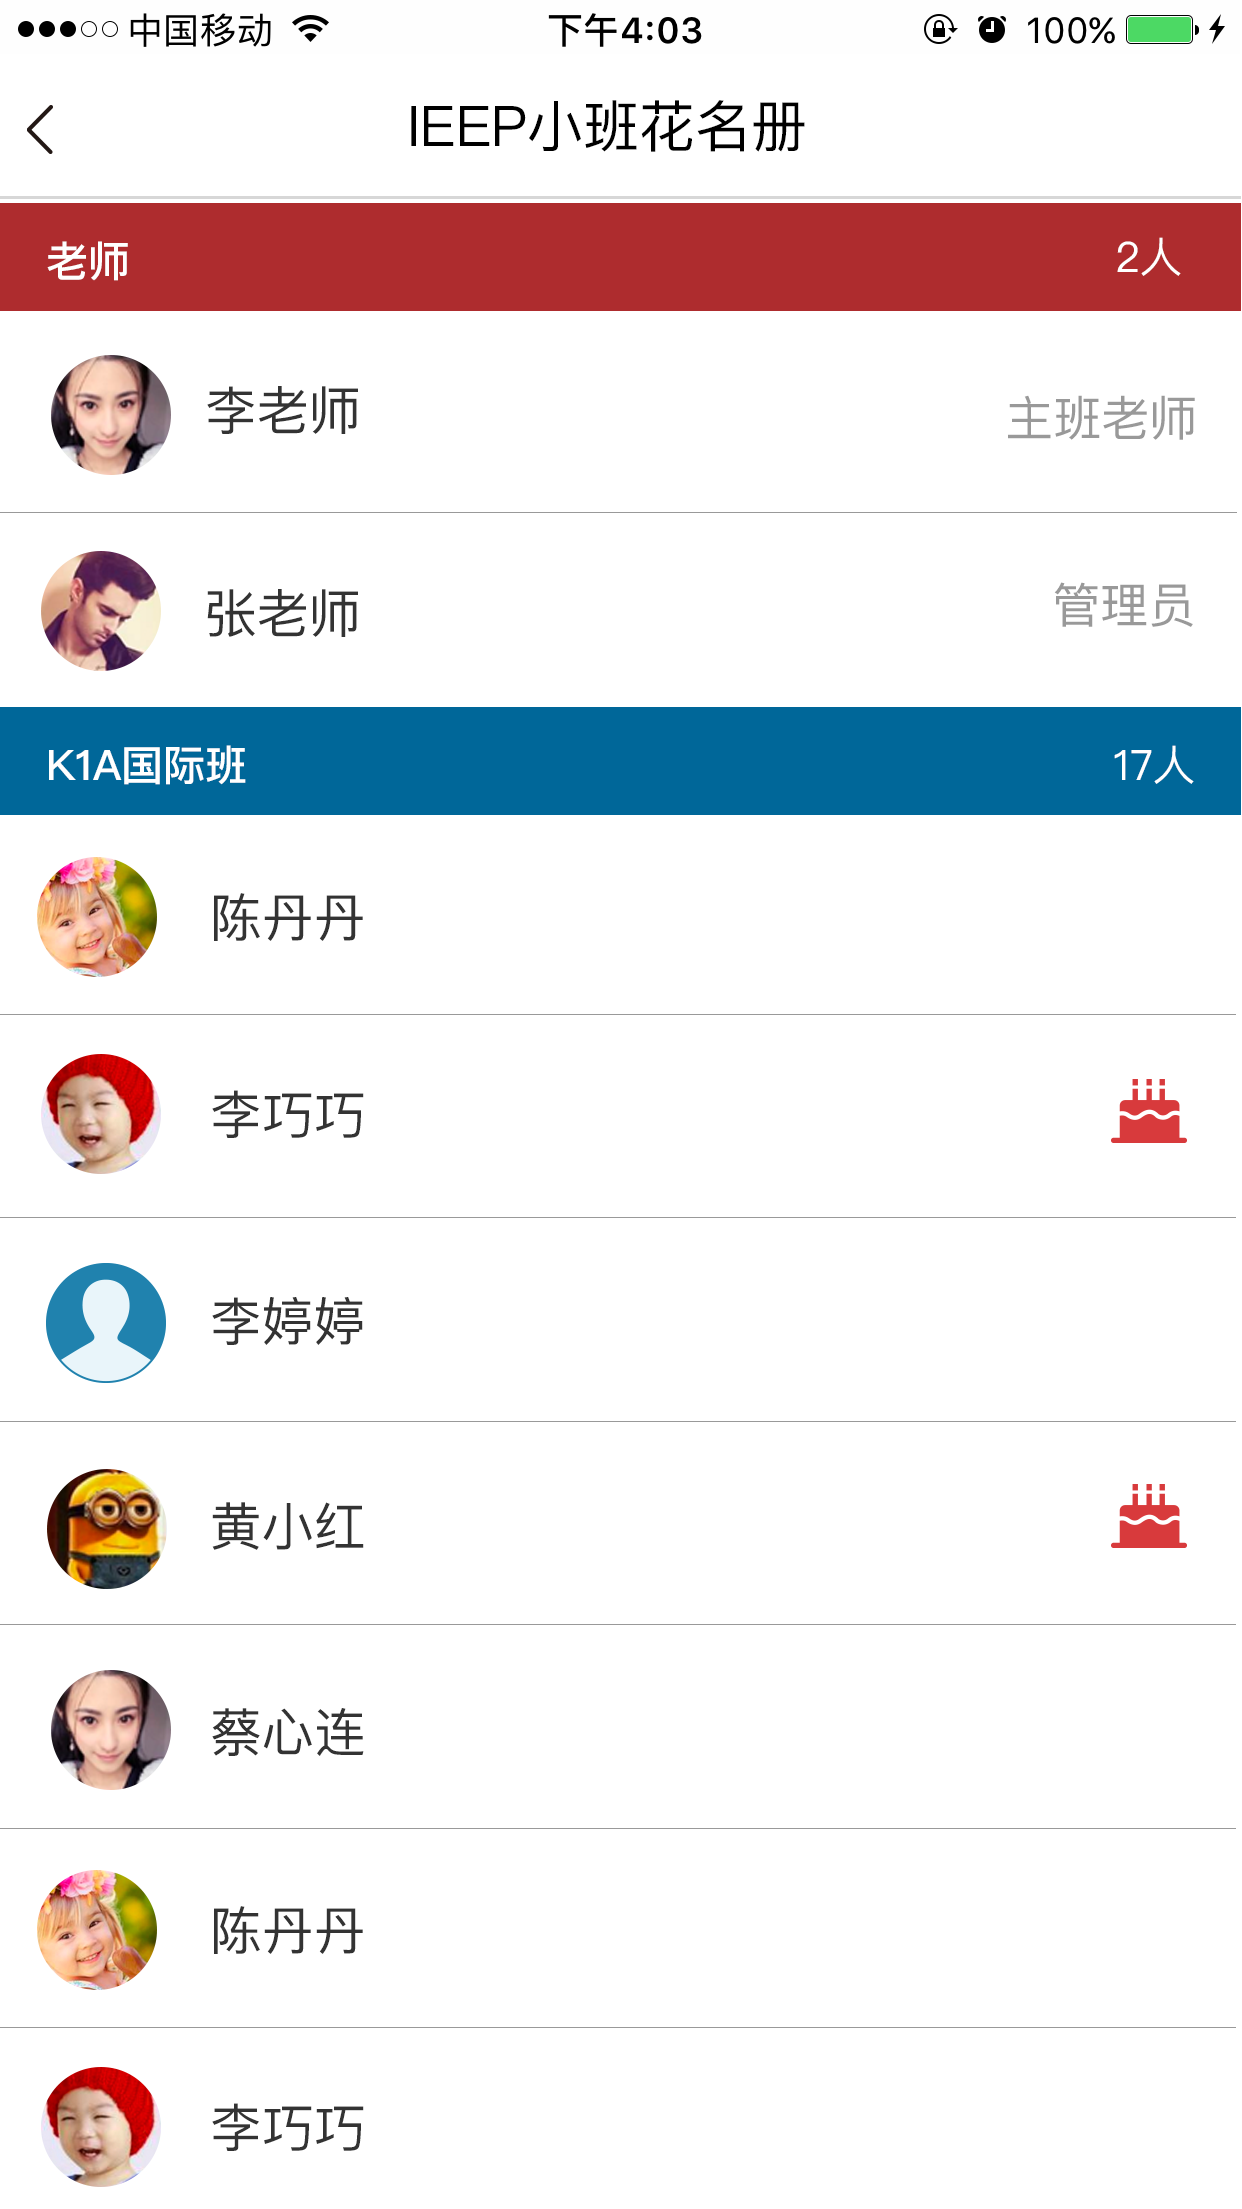 中国移动 下午4:03 100%
IEEP小班花名册
老师 2人
李老师 主班老师
张老师 管理员
K1A国际班 17人
陈丹丹
李巧巧
李婷婷
黄小红
蔡心连
陈丹丹
李巧巧